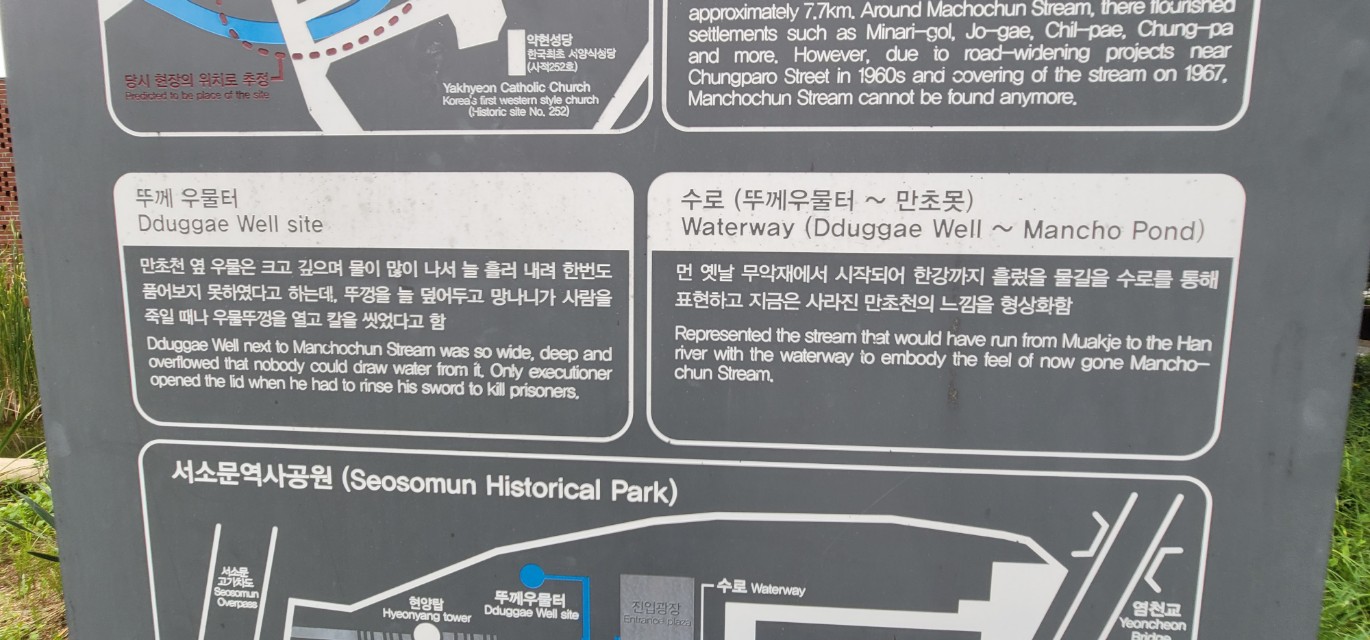 당시 현장의 위치로 추정
Predicted to be place of the site
약현성당
한국최초 서양식성당
(사적252호)
Yakhyeon Catholic Church
Korea's first western style church
(Historic site No. 252)
approximately 7.7km. Around Machochun Stream, there flourished
settlements such as Minari-gol, Jo-gae, Chil-pae, Chung-pa
and more. However, due to road-widening projects near
Chungparo Street in 1960s and covering of the stream on 1967,
Manchochun Stream cannot be found anymore.
뚜께 우물터
Dduggae Well site
만초천 옆 우물은 크고 깊으며 물이 많이 나서 늘 흘러 내려 한번도
품어보지 못하였다고 하는데, 뚜껑을 늘 덮어두고 망나니가 사람을
죽일 때나 우물뚜껑을 열고 칼을 씻었다고 함
Dduggae Well next to Manchochun Stream was so wide, deep and
overflowed that nobody could draw water from it. Only executioner
opened the lid when he had to rinse his sword to kill prisoners.
수로 (뚜께우물터 ~ 만초못)
Waterway (Dduggae Well ~ Mancho Pond)
먼 옛날 무악재에서 시작되어 한강까지 흘렀을 물길을 수로를 통해
표현하고 지금은 사라진 만초천의 느낌을 형상화함
Represented the stream that would have run from Muakje to the Han
river with the waterway to embody the feel of now gone Mancho-
chun Stream.
서소문역사공원 (Seosomun Historical Park)
서소문
고가차도
Seosomun
Overpass
현양탑
Hyeonyang tower
뚜께우물터
Dduggae Well site
진입광장
Entrance plaza
수로 Waterway
염천교
Yeoncheon
Bridge